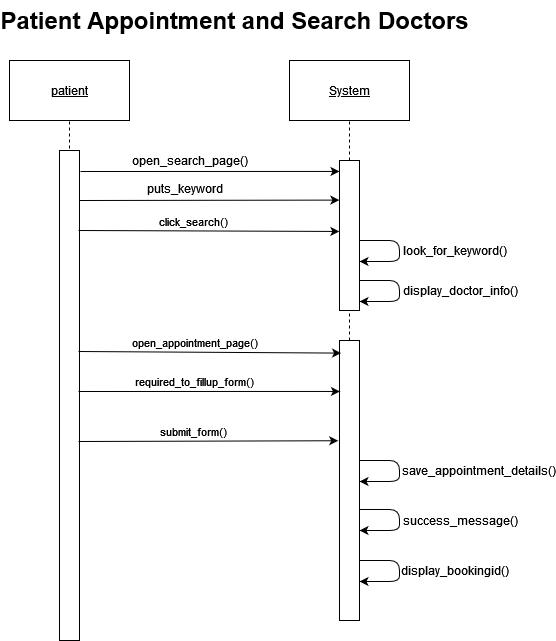 Patient Appointment and Search Doctors
patient
System
open_search_page()
puts_keyword
click_search()
look_for_keyword()
display_doctor_info()
open_appointment_page()
required_to_fillup_form()
submit_form()
save_appointment_details()
success_message()
display_bookingid()